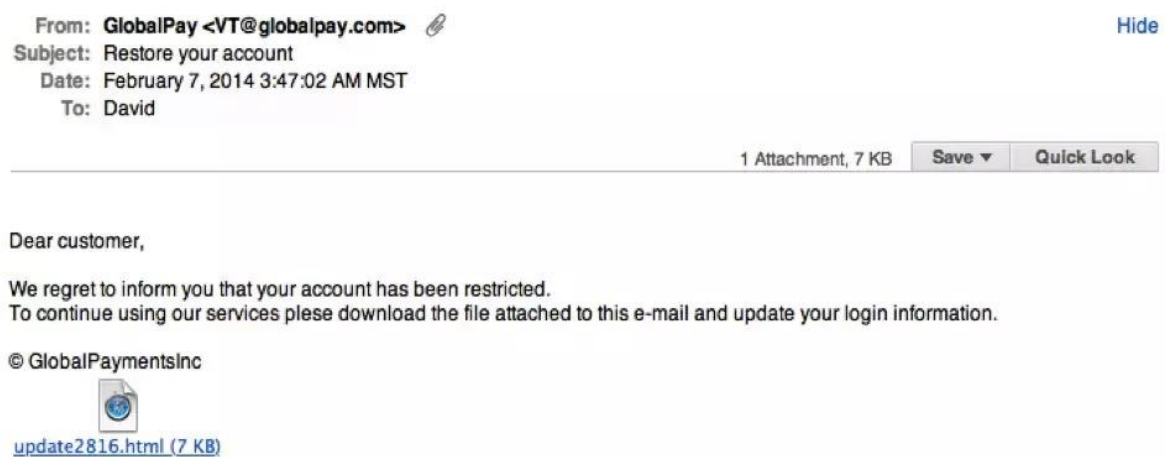 From: GlobalPay <VT@globalpay.com>
Hide
Subject: Restore your account
Date: February 7, 2014 3:47:02 AM MST
To: David
1 Attachment, 7 KB Save ▼ Quick Look
Dear customer,
We regret to inform you that your account has been restricted.
To continue using our services plese download the file attached to this e-mail and update your login information.
© GlobalPaymentsInc
update2816.html (7 KB)